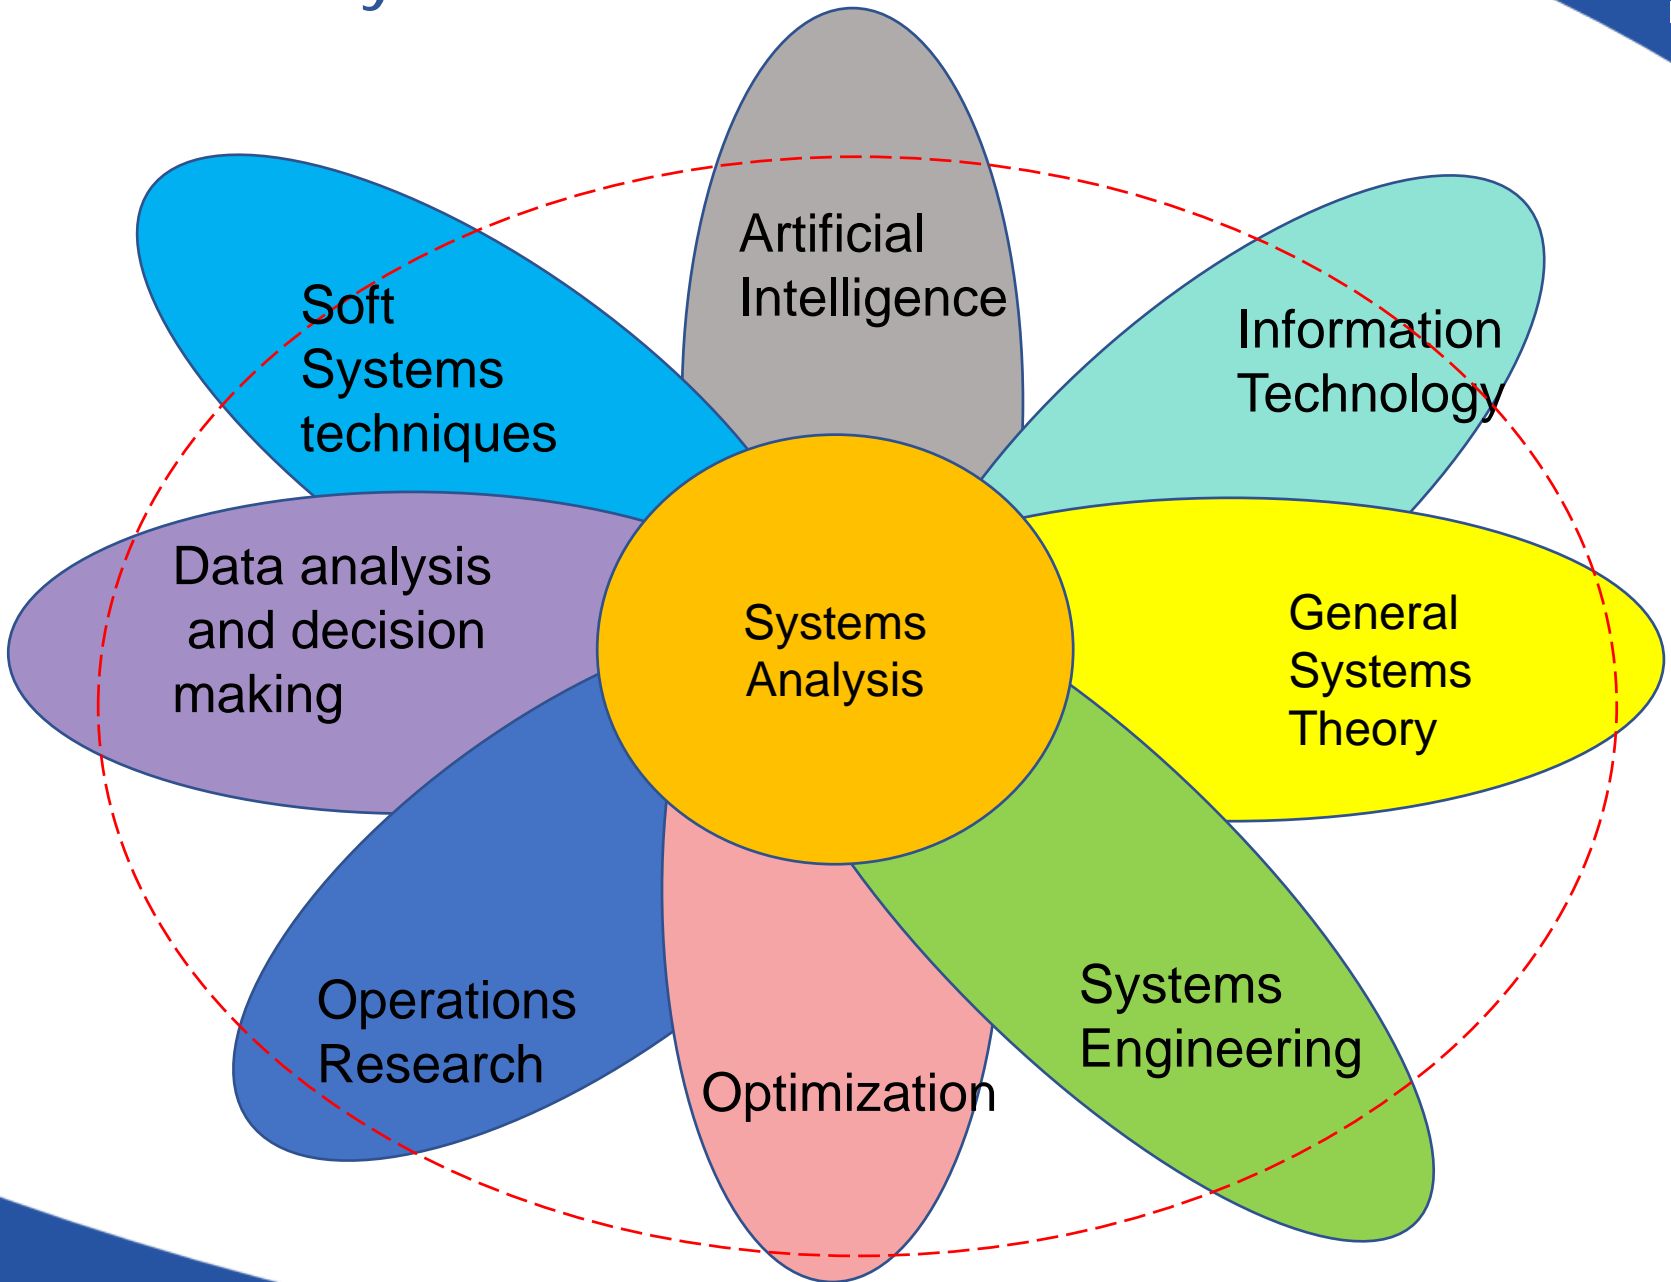 Artificial
Intelligence
Soft
Systems
techniques
Information
Technology
Data analysis
and decision
making
Systems
Analysis
General
Systems
Theory
Operations
Research
Optimization
Systems
Engineering